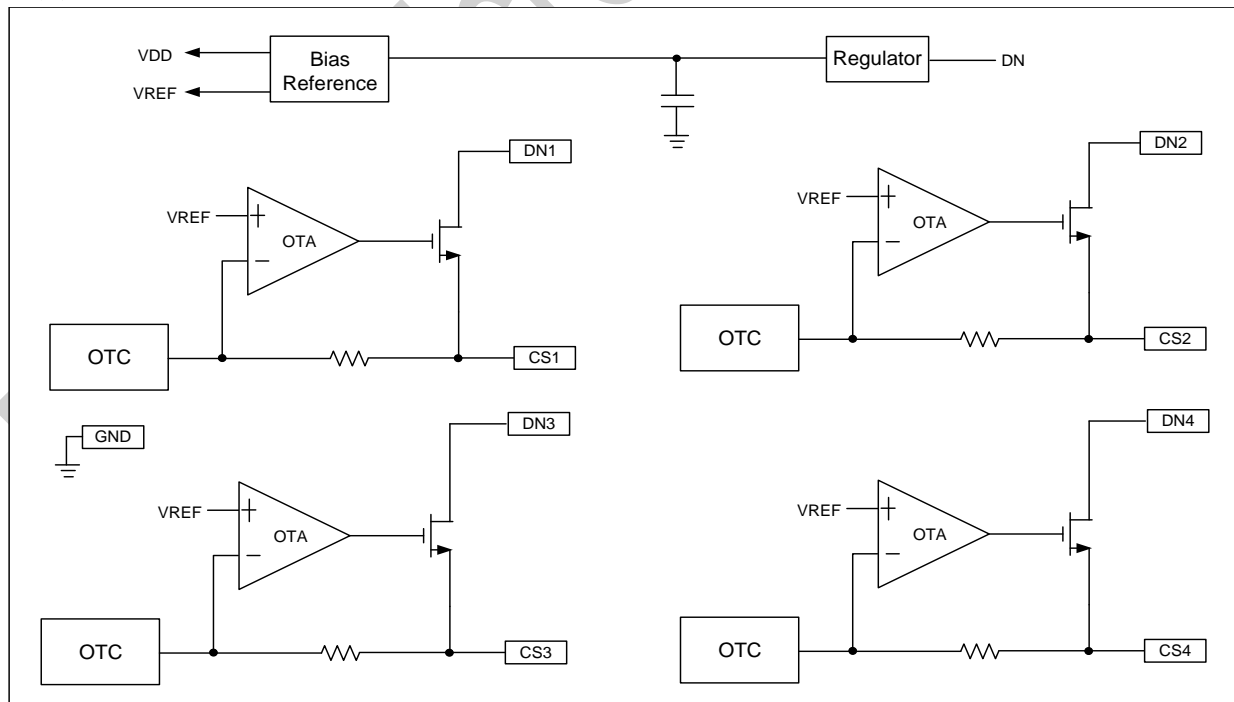 VDD
VREF
Bias
Reference
Regulator
DN
DN1
VREF
+
OTA
−
OTC
CS1
DN2
VREF
+
OTA
−
OTC
CS2
GND
DN3
VREF
+
OTA
−
OTC
CS3
DN4
VREF
+
OTA
−
OTC
CS4